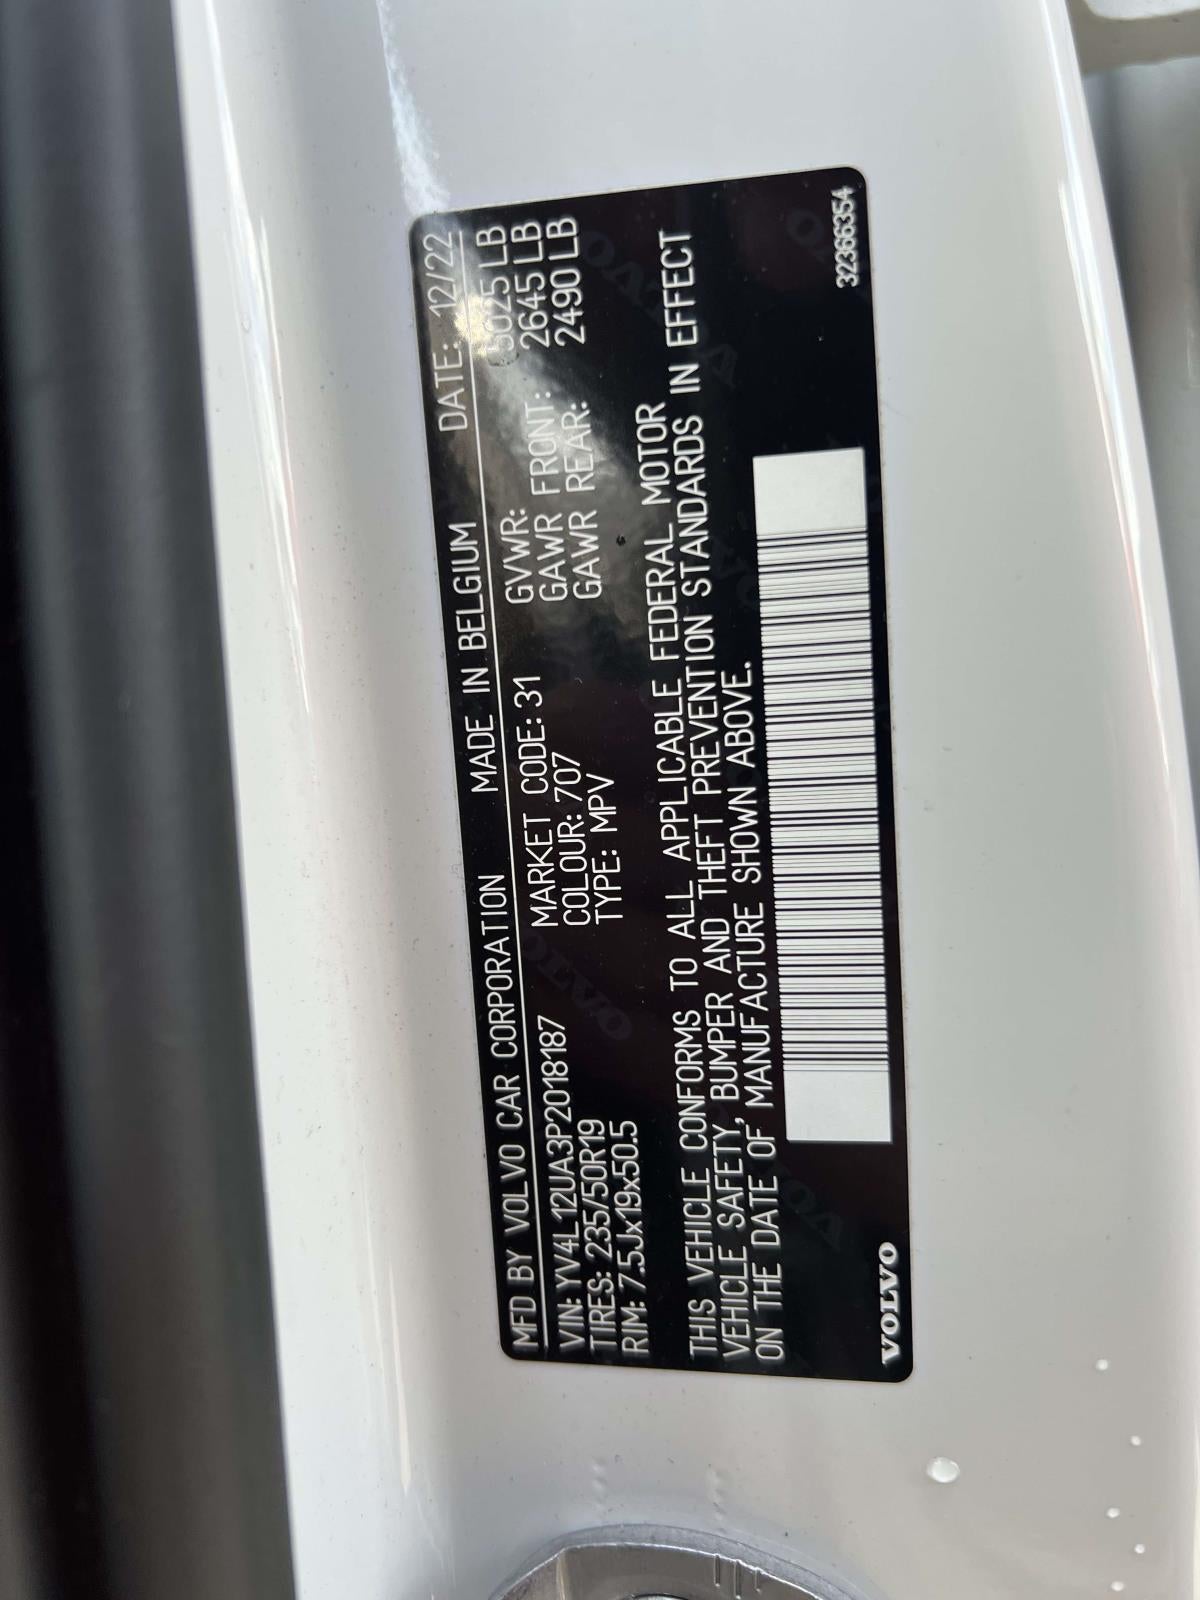 MFD BY VOLVO CAR CORPORATION MADE IN BELGIUM DATE: 12/22
VIN: YV4L12UA3P2018187 MARKET CODE: 31 GVWR: 5025 LB
TIRES: 235/50R19 COLOUR: 707 GAWR FRONT: 2645 LB
RIM: 7.5Jx19x50.5 TYPE: MPV GAWR REAR: 2490 LB
THIS VEHICLE CONFORMS TO ALL APPLICABLE FEDERAL MOTOR
VEHICLE SAFETY, BUMPER AND THEFT PREVENTION STANDARDS IN EFFECT
ON THE DATE OF MANUFACTURE SHOWN ABOVE.
VOLVO 32366354